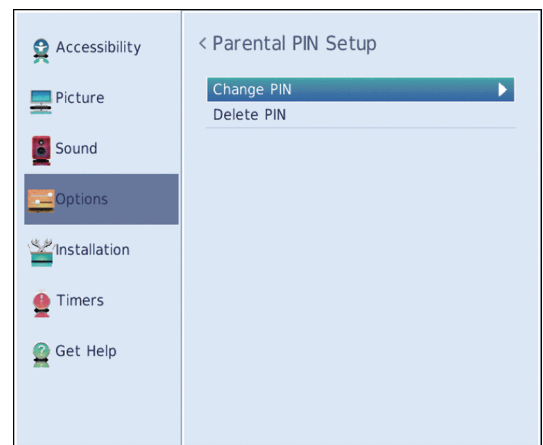 Accessibility
Picture
Sound
Options
Installation
Timers
Get Help
< Parental PIN Setup
Change PIN
Delete PIN